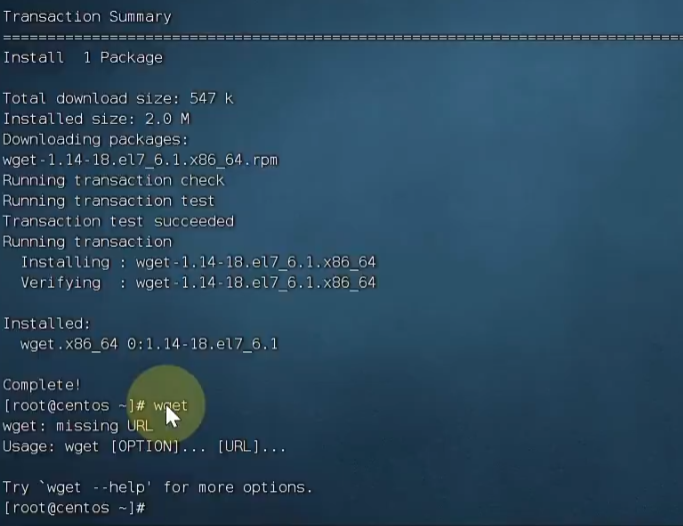 Transaction Summary
================================================================================
Install  1 Package
Total download size: 547 k
Installed size: 2.0 M
Downloading packages:
wget-1.14-18.el7_6.1.x86_64.rpm
Running transaction check
Running transaction test
Transaction test succeeded
Running transaction
  Installing : wget-1.14-18.el7_6.1.x86_64
  Verifying  : wget-1.14-18.el7_6.1.x86_64
Installed:
  wget.x86_64 0:1.14-18.el7_6.1
Complete!
[root@centos ~]# wget
wget: missing URL
Usage: wget [OPTION]... [URL]...
Try `wget --help' for more options.
[root@centos ~]#